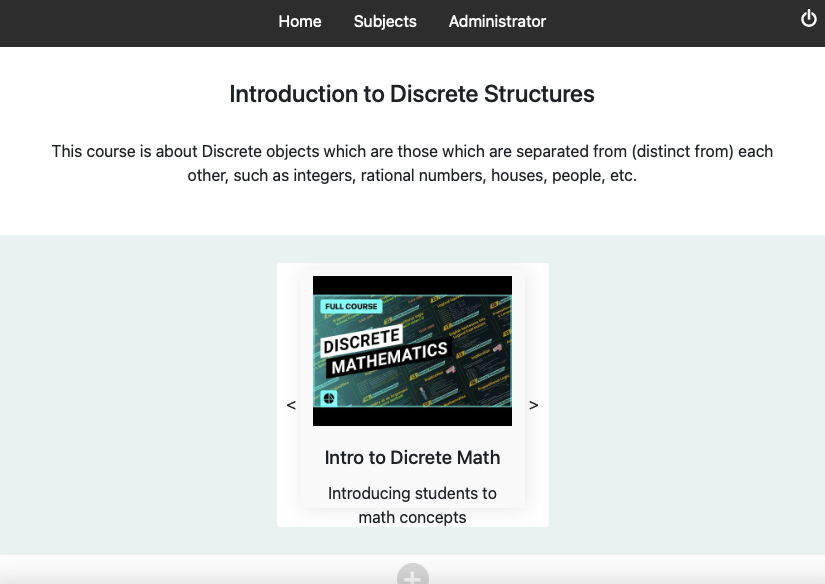 Home Subjects Administrator
Introduction to Discrete Structures
This course is about Discrete objects which are those which are separated from (distinct from) each
other, such as integers, rational numbers, houses, people, etc.
FULL COURSE
DISCRETE
MATHEMATICS
< >
Intro to Dicrete Math
Introducing students to
math concepts